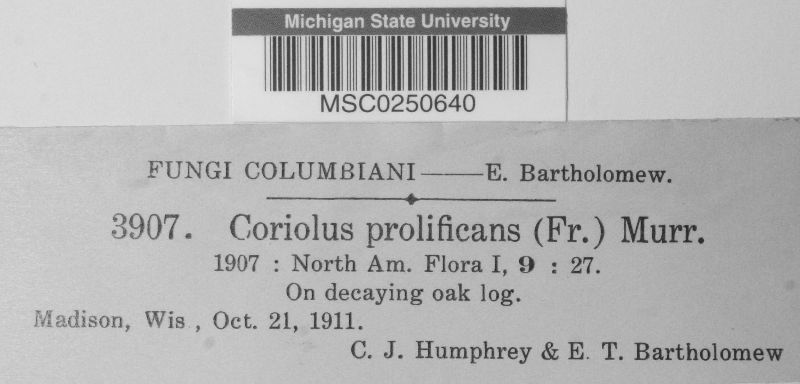 Michigan State University
MSC0250640
FUNGI COLUMBIANI——E. Bartholomew.
3907. Coriolus prolificans (Fr.) Murr.
1907 : North Am. Flora I, 9 : 27.
On decaying oak log.
Madison, Wis , Oct. 21, 1911.
C. J. Humphrey & E. T. Bartholomew